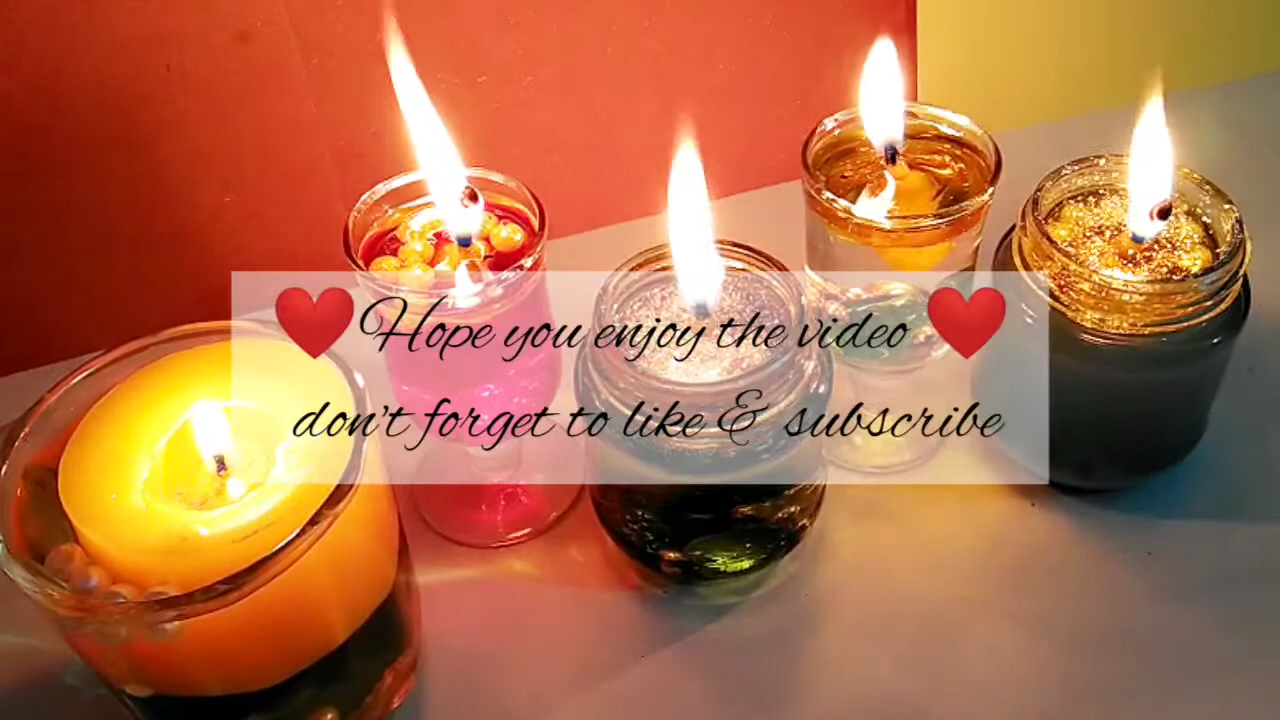 ❤️Hope you enjoy the video❤️
don't forget to like & subscribe